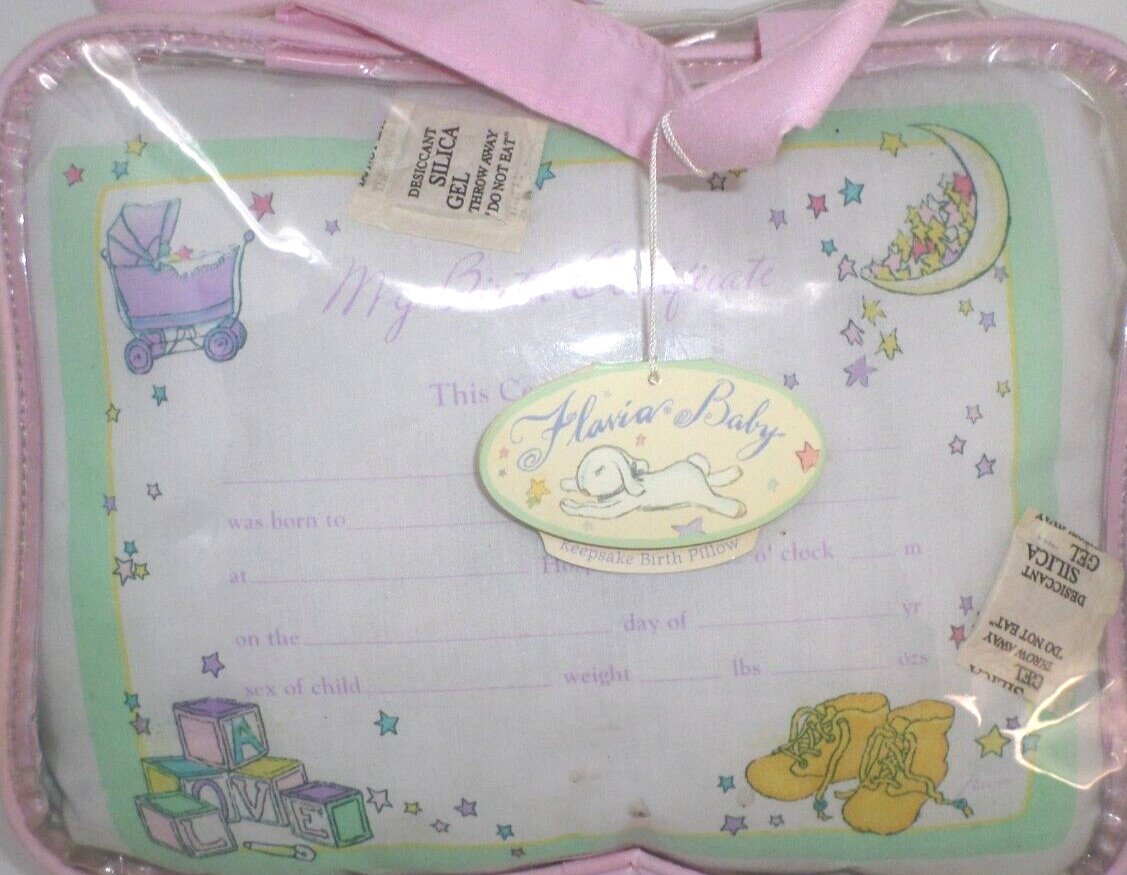 DESICCANT
SILICA
GEL
THROW AWAY
"DO NOT EAT"
My Birth Certificate
This Ce
Flavia® Baby
Keepsake Birth Pillow
was born to
at Hosp o' clock m
on the day of yr
sex of child weight lbs ozs
DESICCANT
SILICA
GEL
THROW AWAY
"DO NOT EAT"
SILICA
GEL
A
LOVE